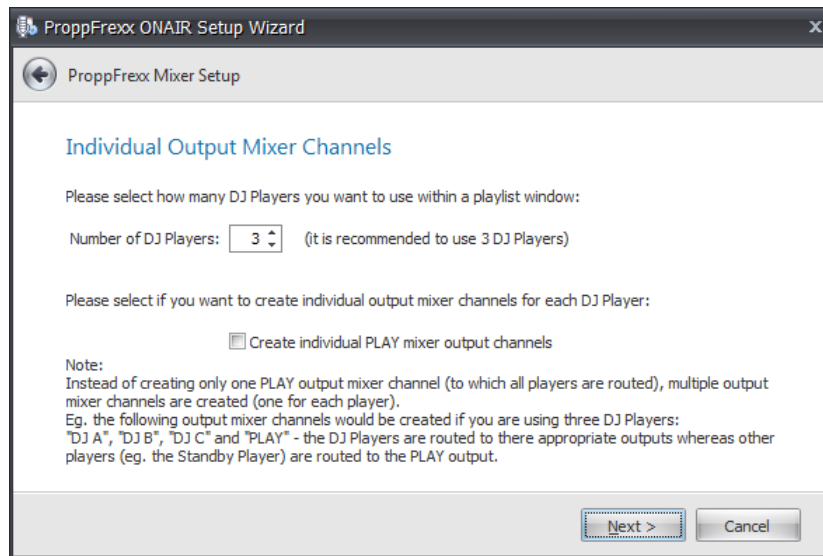 ProppFrexx ONAIR Setup Wizard
x
ProppFrexx Mixer Setup
Individual Output Mixer Channels
Please select how many DJ Players you want to use within a playlist window:
Number of DJ Players: 3 (it is recommended to use 3 DJ Players)
Please select if you want to create individual output mixer channels for each DJ Player:
Create individual PLAY mixer output channels
Note:
Instead of creating only one PLAY output mixer channel (to which all players are routed), multiple output
mixer channels are created (one for each player).
Eg. the following output mixer channels would be created if you are using three DJ Players:
"DJ A", "DJ B", "DJ C" and "PLAY" - the DJ Players are routed to there appropriate outputs whereas other
players (eg. the Standby Player) are routed to the PLAY output.
Next > Cancel